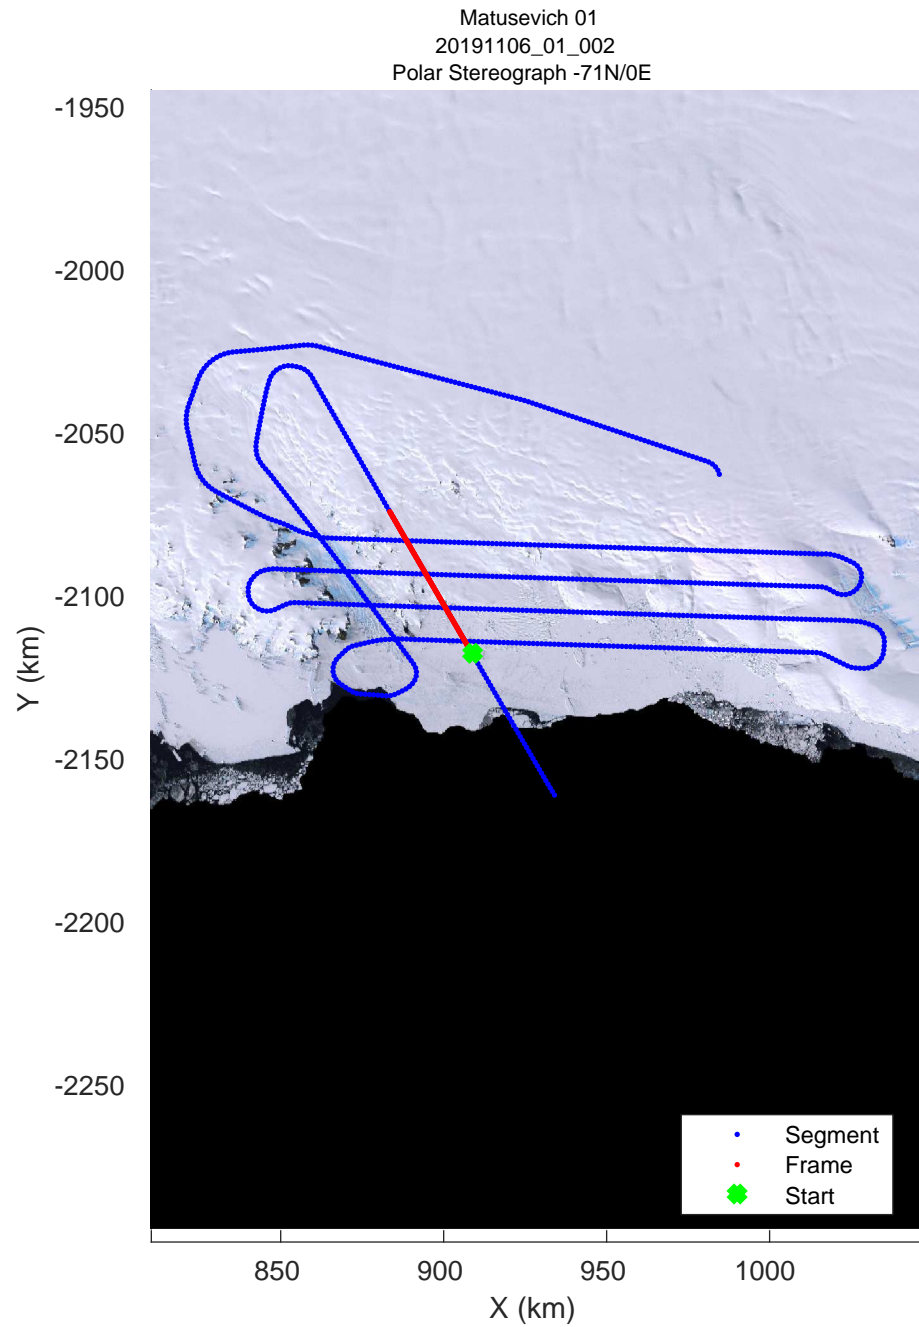 Matusevich 01
20191106_01_002
Polar Stereograph -71N/0E
-1950
-2000
-2050
-2100
-2150
-2200
-2250
Y (km)
Segment
Frame
Start
850
900
950
1000
X (km)